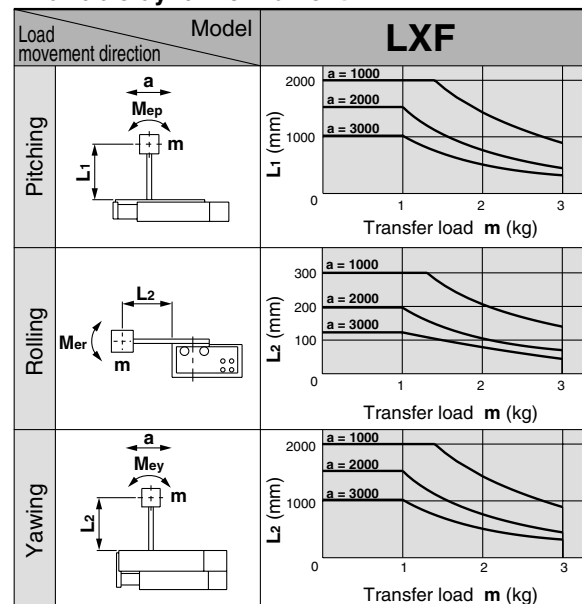 Load
movement direction
Model
LXF
Pitching
a
Mep
m
L1
L1 (mm)
2000
1000
0
a = 1000
a = 2000
a = 3000
1
2
3
Transfer load m (kg)
Rolling
L2
Mer
m
L2 (mm)
300
200
100
0
a = 1000
a = 2000
a = 3000
1
2
3
Transfer load m (kg)
Yawing
a
Mey
m
L2
L2 (mm)
2000
1000
0
a = 1000
a = 2000
a = 3000
1
2
3
Transfer load m (kg)